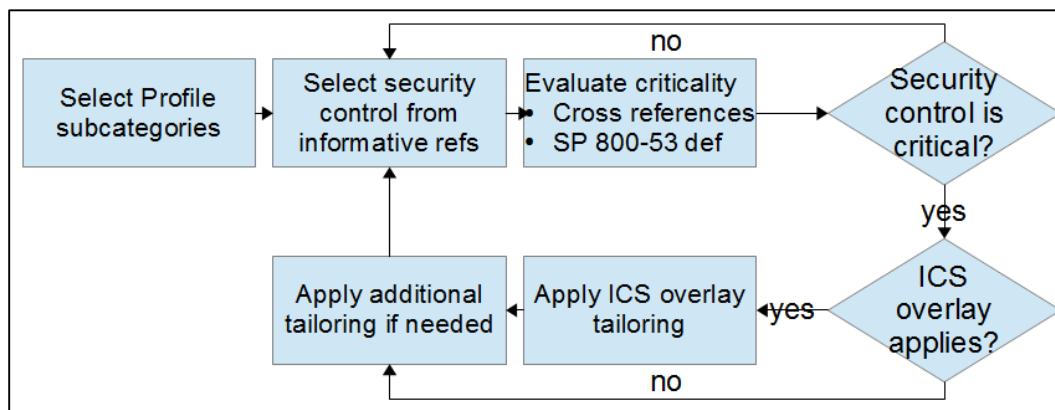 no
Select Profile
subcategories
Select security
control from
informative refs
Evaluate criticality
• Cross references
• SP 800-53 def
Security
control is
critical?
yes
Apply additional
tailoring if needed
Apply ICS overlay
tailoring
yes
ICS
overlay
applies?
no